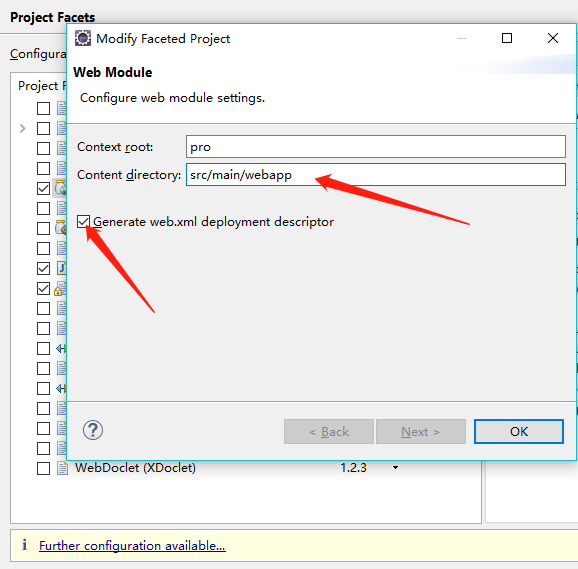 Project Facets
Modify Faceted Project
Configura
Web Module
Project F
Configure web module settings.
Context root:
pro
Content directory:
src/main/webapp
Generate web.xml deployment descriptor
?
< Back
Next >
OK
WebDoclet (XDoclet)
1.2.3
i
Further configuration available...